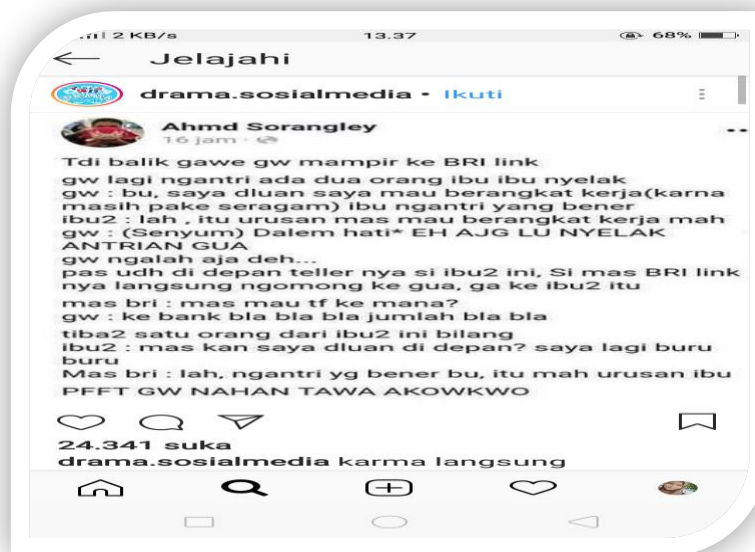 2 KB/s 13.37 68%
Jelajahi
drama.sosialmedia • Ikuti
Ahmd Sorangley
16 jam
Tdi balik gawe gw mampir ke BRI link
gw lagi ngantri ada dua orang ibu ibu nyelak
gw : bu, saya dluan saya mau berangkat kerja(karna
masih pake seragam) ibu ngantri yang bener
ibu2 : lah , itu urusan mas mau berangkat kerja mah
gw : (Senyum) Dalem hati* EH AJG LU NYELAK
ANTRIAN GUA
gw ngalah aja deh...
pas udh di depan teller nya si ibu2 ini, Si mas BRI link
nya langsung ngomong ke gua, ga ke ibu2 itu
mas bri : mas mau tf ke mana?
gw : ke bank bla bla bla jumlah bla bla
tiba2 satu orang dari ibu2 ini bilang
ibu2 : mas kan saya dluan di depan? saya lagi buru
buru
Mas bri : lah, ngantri yg bener bu, itu mah urusan ibu
PFFT GW NAHAN TAWA AKOWKWO
24.341 suka
drama.sosialmedia karma langsung